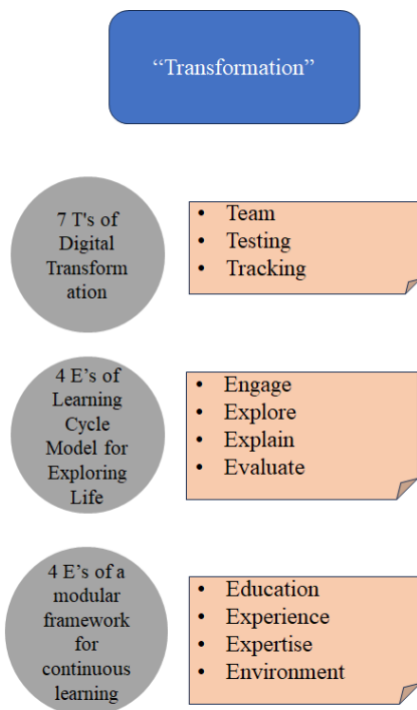 “Transformation”
7 T's of
Digital
Transform
ation
• Team
• Testing
• Tracking
4 E’s of
Learning
Cycle
Model for
Exploring
Life
• Engage
• Explore
• Explain
• Evaluate
4 E’s of a
modular
framework
for
continuous
learning
• Education
• Experience
• Expertise
• Environment